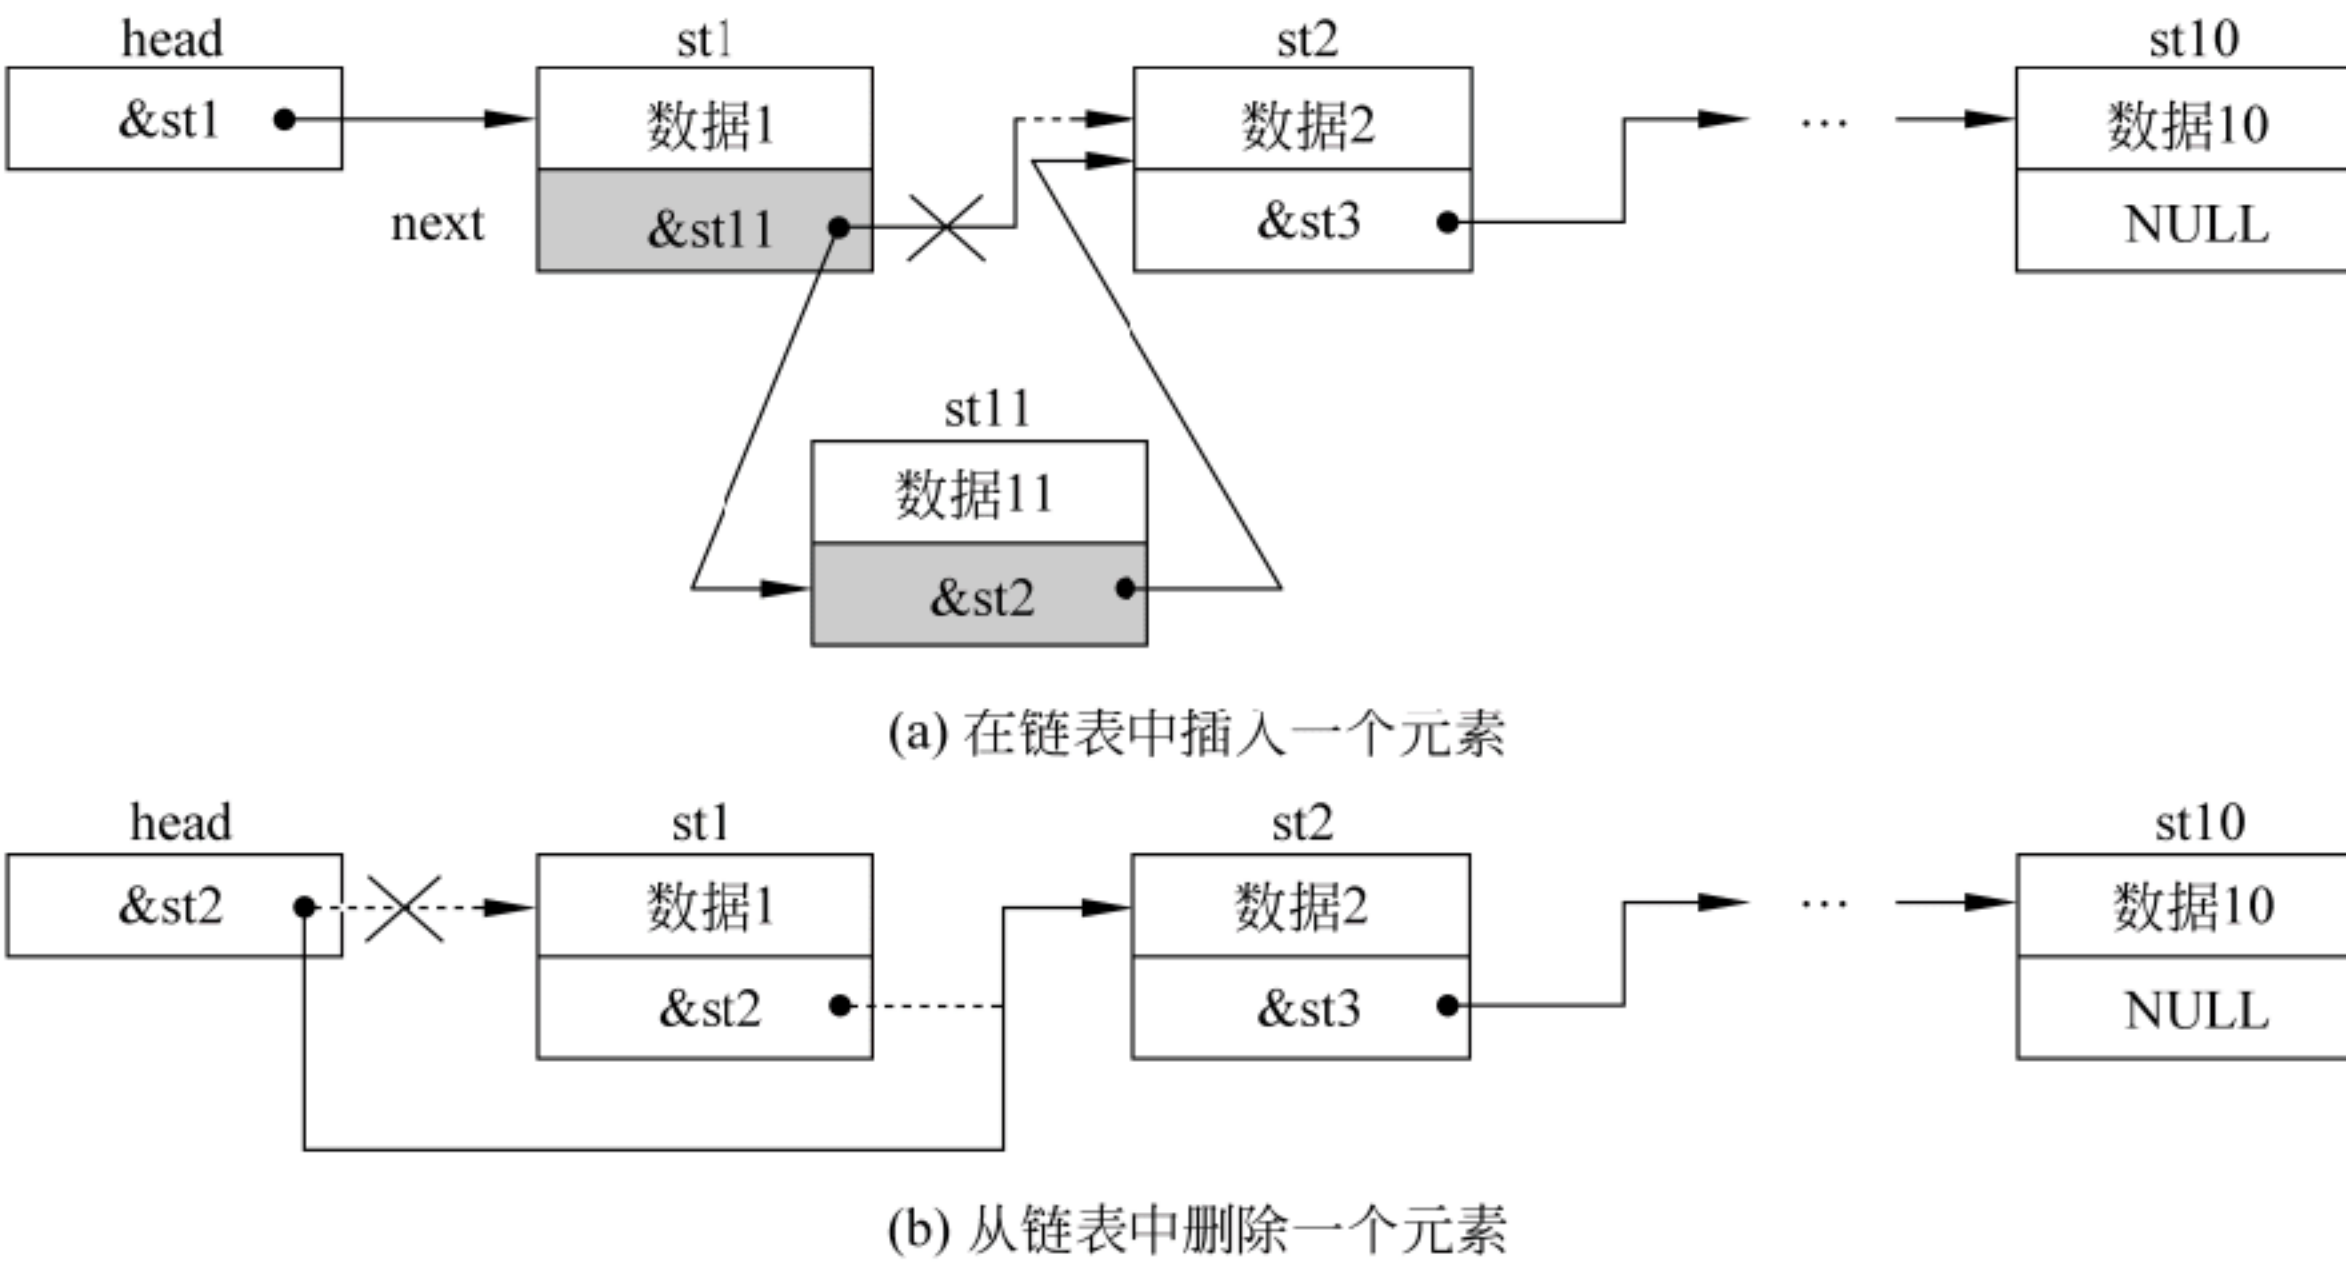 head st1 st2 st10
&st1 数据1 数据2 ... 数据10
next &st11 &st3 NULL
st11
数据11
&st2
(a) 在链表中插入一个元素
head st1 st2 st10
&st2 数据1 数据2 ... 数据10
&st2 &st3 NULL
(b) 从链表中删除一个元素